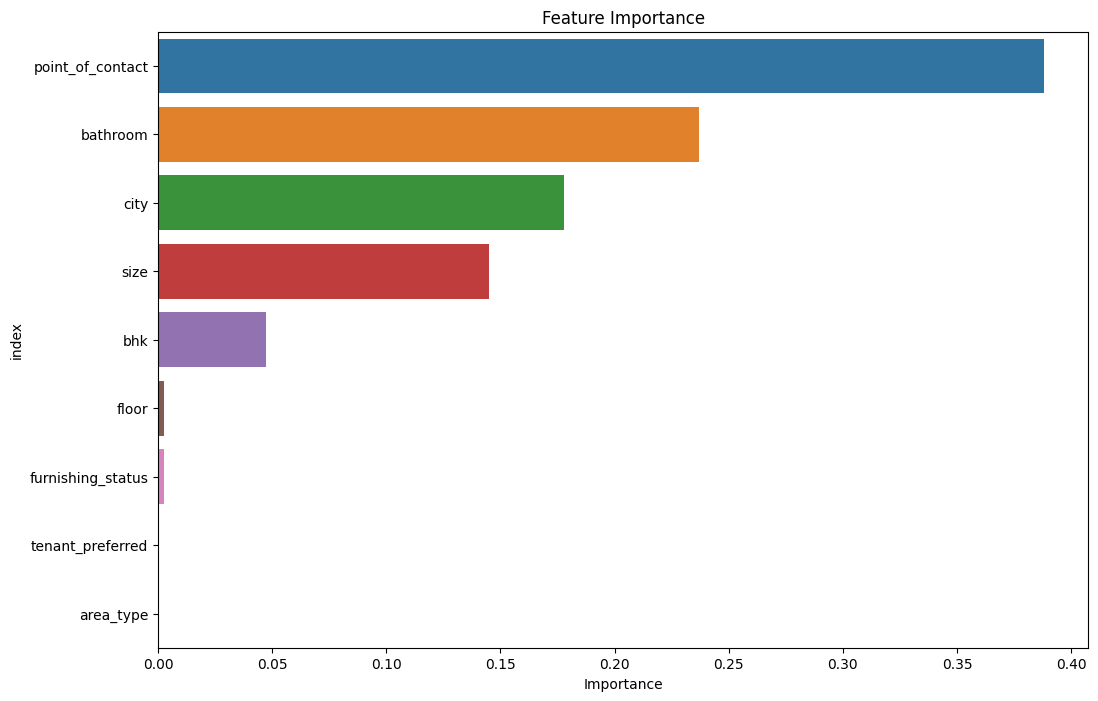 Feature Importance
point_of_contact
bathroom
city
size
bhk
floor
furnishing_status
tenant_preferred
area_type
index
0.00 0.05 0.10 0.15 0.20 0.25 0.30 0.35 0.40
Importance